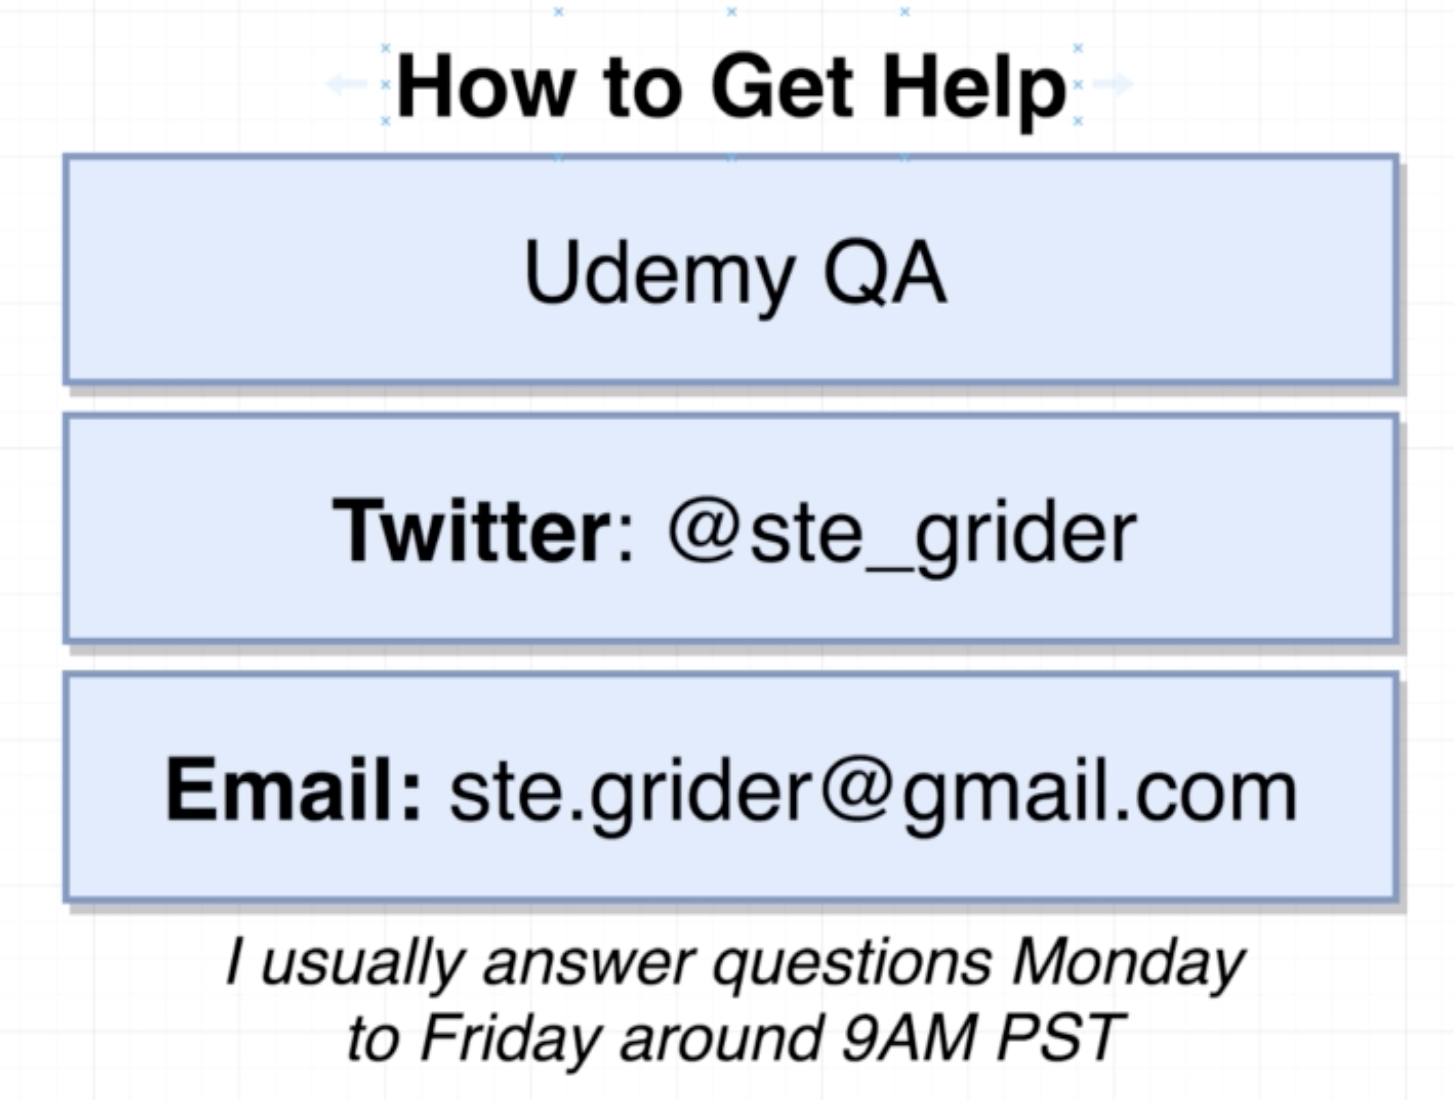 How to Get Help
Udemy QA
Twitter: @ste_grider
Email: ste.grider@gmail.com
I usually answer questions Monday
to Friday around 9AM PST